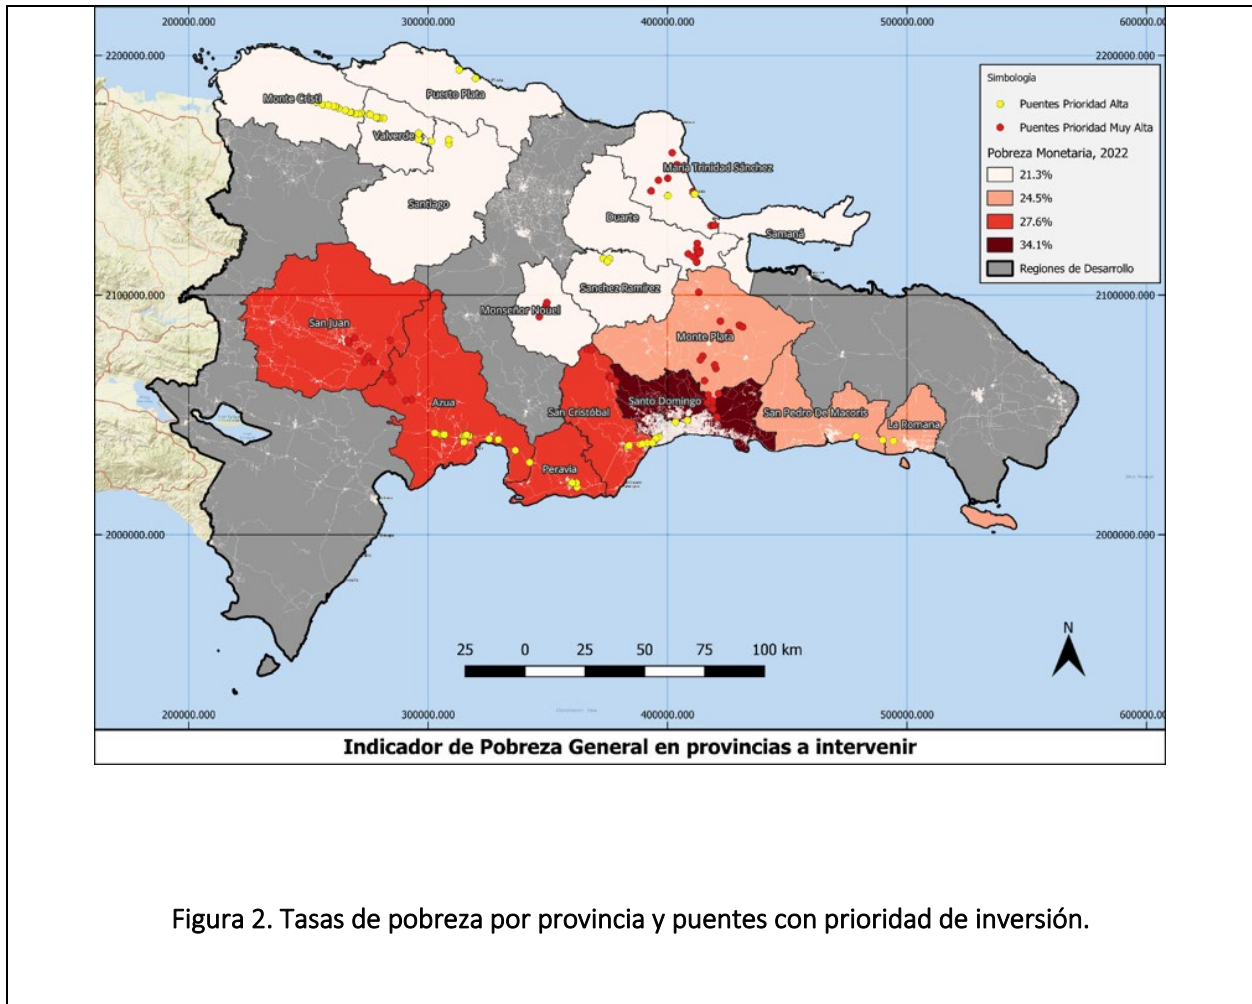 200000.000 300000.000 400000.000 500000.000 600000.00
2200000.000 2200000.000
Simbología
Puentes Prioridad Alta
Puentes Prioridad Muy Alta
Pobreza Monetaria, 2022
21.3%
24.5%
27.6%
34.1%
Regiones de Desarrollo
Monte Cristi
Puerto Plata
Valverde
María Trinidad Sánchez
Santiago
Duarte
Samaná
Sanchez Ramírez
2100000.000 2100000.000
Monseñor Nouel
San Juan
Monte Plata
Azua
Santo Domingo
San Cristóbal
San Pedro De Macorís
La Romana
Peravia
2000000.000 2000000.000
N
25 0 25 50 75 100 km
200000.000 300000.000 400000.000 500000.000 600000.00
Indicador de Pobreza General en provincias a intervenir
Figura 2. Tasas de pobreza por provincia y puentes con prioridad de inversión.